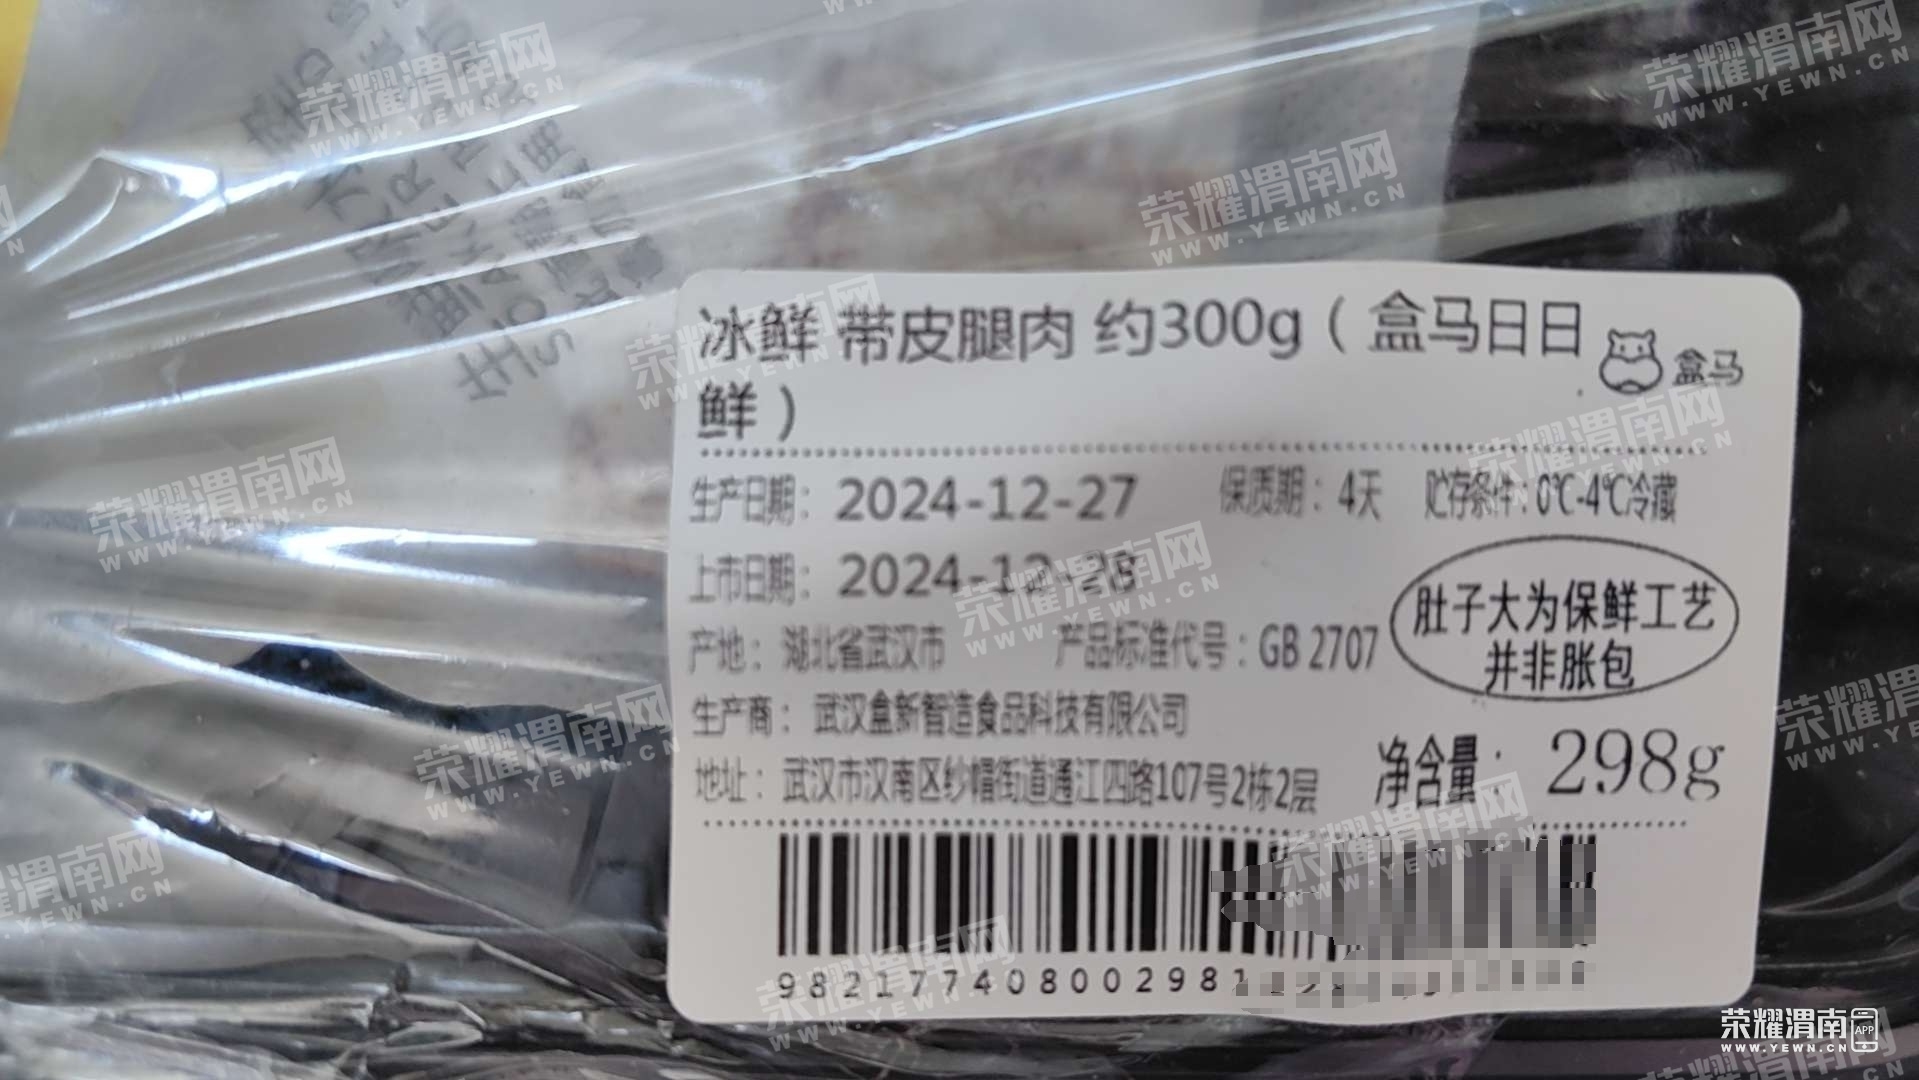 冰鲜 带皮腿肉 约300g（盒马日日
鲜）
盒马
生产日期： 2024-12-27 保质期：4天 贮存条件：0℃-4℃冷藏
上市日期： 2024-12-28
产地： 湖北省武汉市 产品标准代号：GB 2707
肚子大为保鲜工艺
并非胀包
生产商： 武汉盒新智造食品科技有限公司
地址： 武汉市汉南区纱帽街道通江四路107号2栋2层
净含量： 298g
982177408002981
荣耀渭南网
WWW.YEWN.CN
荣耀渭南 APP
WWW.YEWN.CN